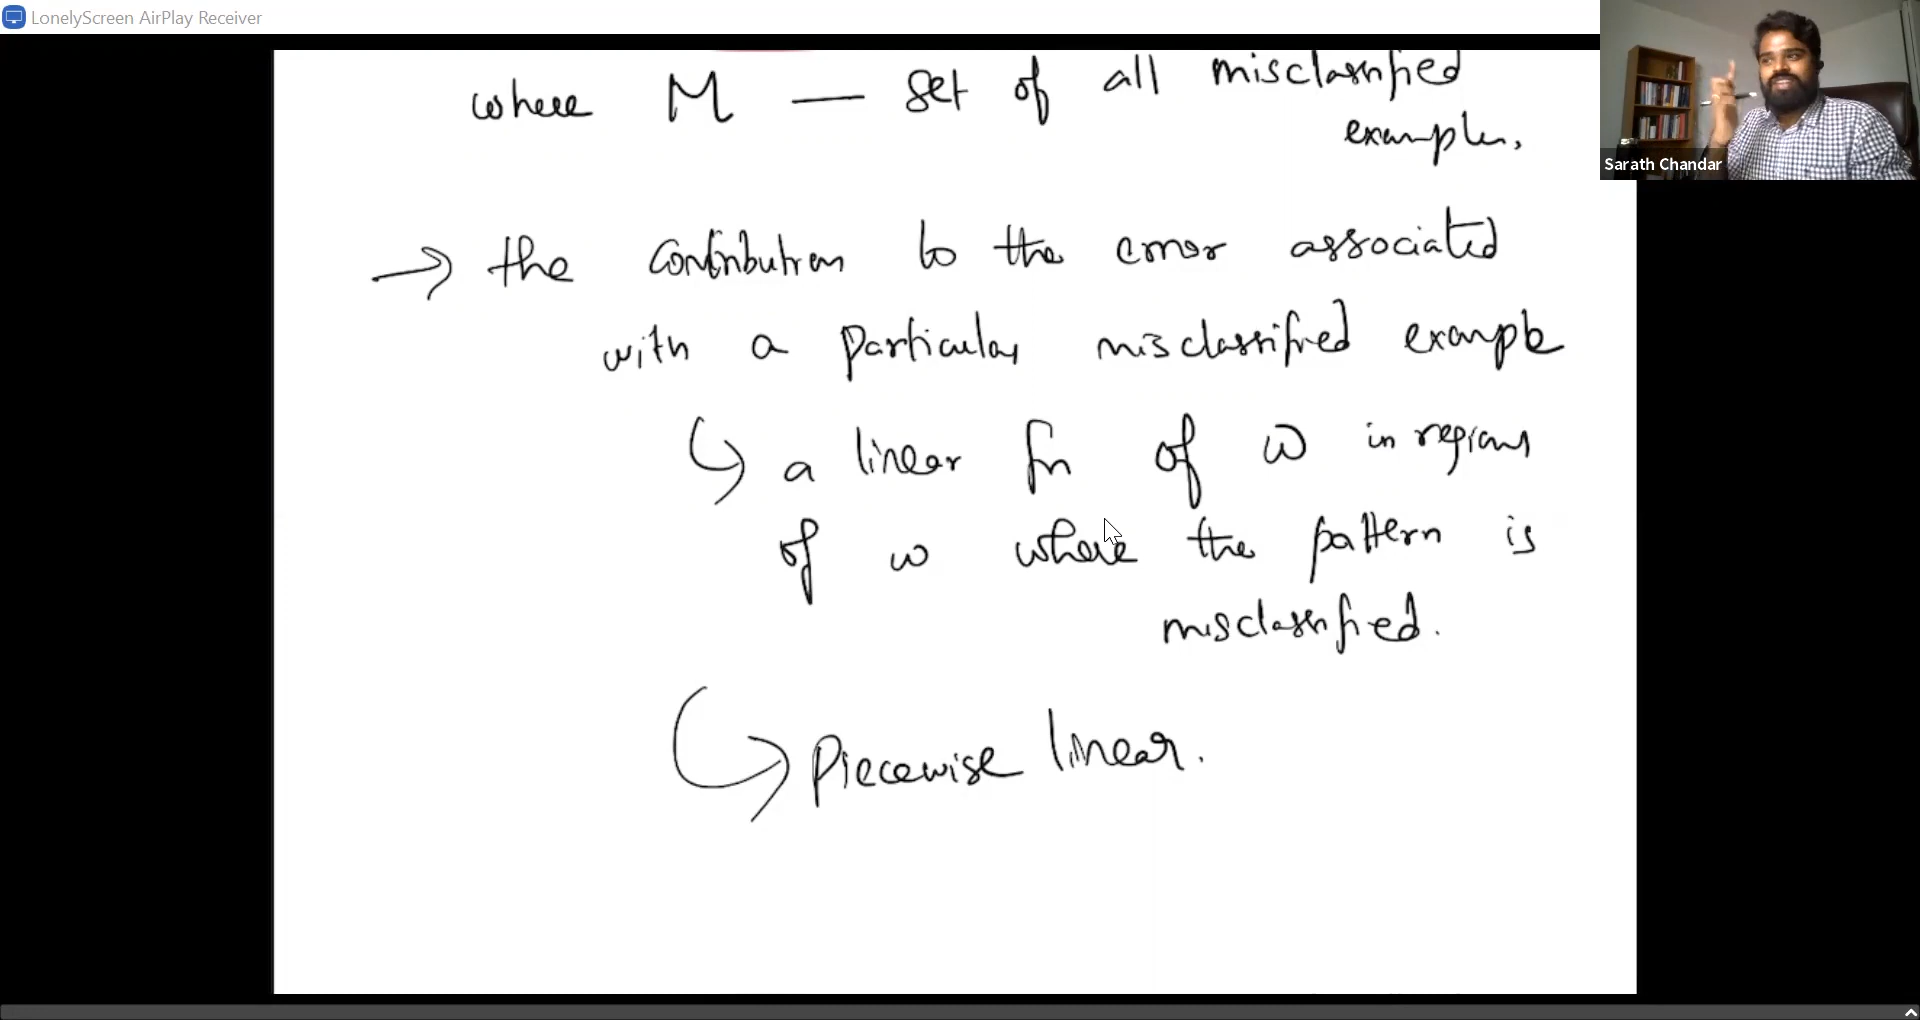 LonelyScreen AirPlay Receiver
Sarath Chandar
where M — set of all misclassified
examples.
→ the contribution to the error associated
with a particular misclassified example
↳ a linear fn of w in regions
of w where the pattern is
misclassified.
↳ Piecewise linear.